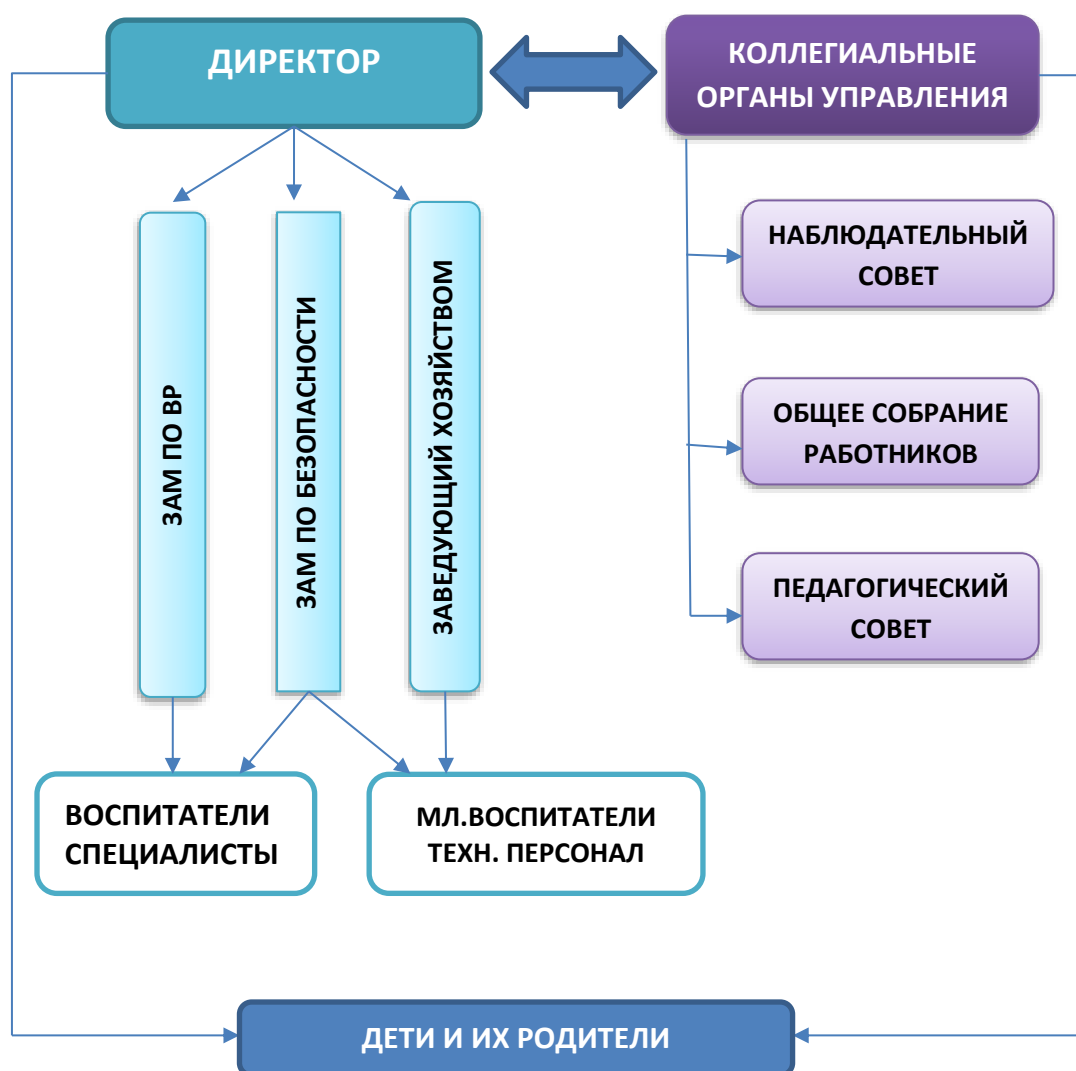 ДИРЕКТОР
КОЛЛЕГИАЛЬНЫЕ
ОРГАНЫ УПРАВЛЕНИЯ
ЗАМ ПО ВР
ЗАМ ПО БЕЗОПАСНОСТИ
ЗАВЕДУЮЩИЙ ХОЗЯЙСТВОМ
НАБЛЮДАТЕЛЬНЫЙ
СОВЕТ
ОБЩЕЕ СОБРАНИЕ
РАБОТНИКОВ
ПЕДАГОГИЧЕСКИЙ
СОВЕТ
ВОСПИТАТЕЛИ
СПЕЦИАЛИСТЫ
МЛ.ВОСПИТАТЕЛИ
ТЕХН. ПЕРСОНАЛ
ДЕТИ И ИХ РОДИТЕЛИ